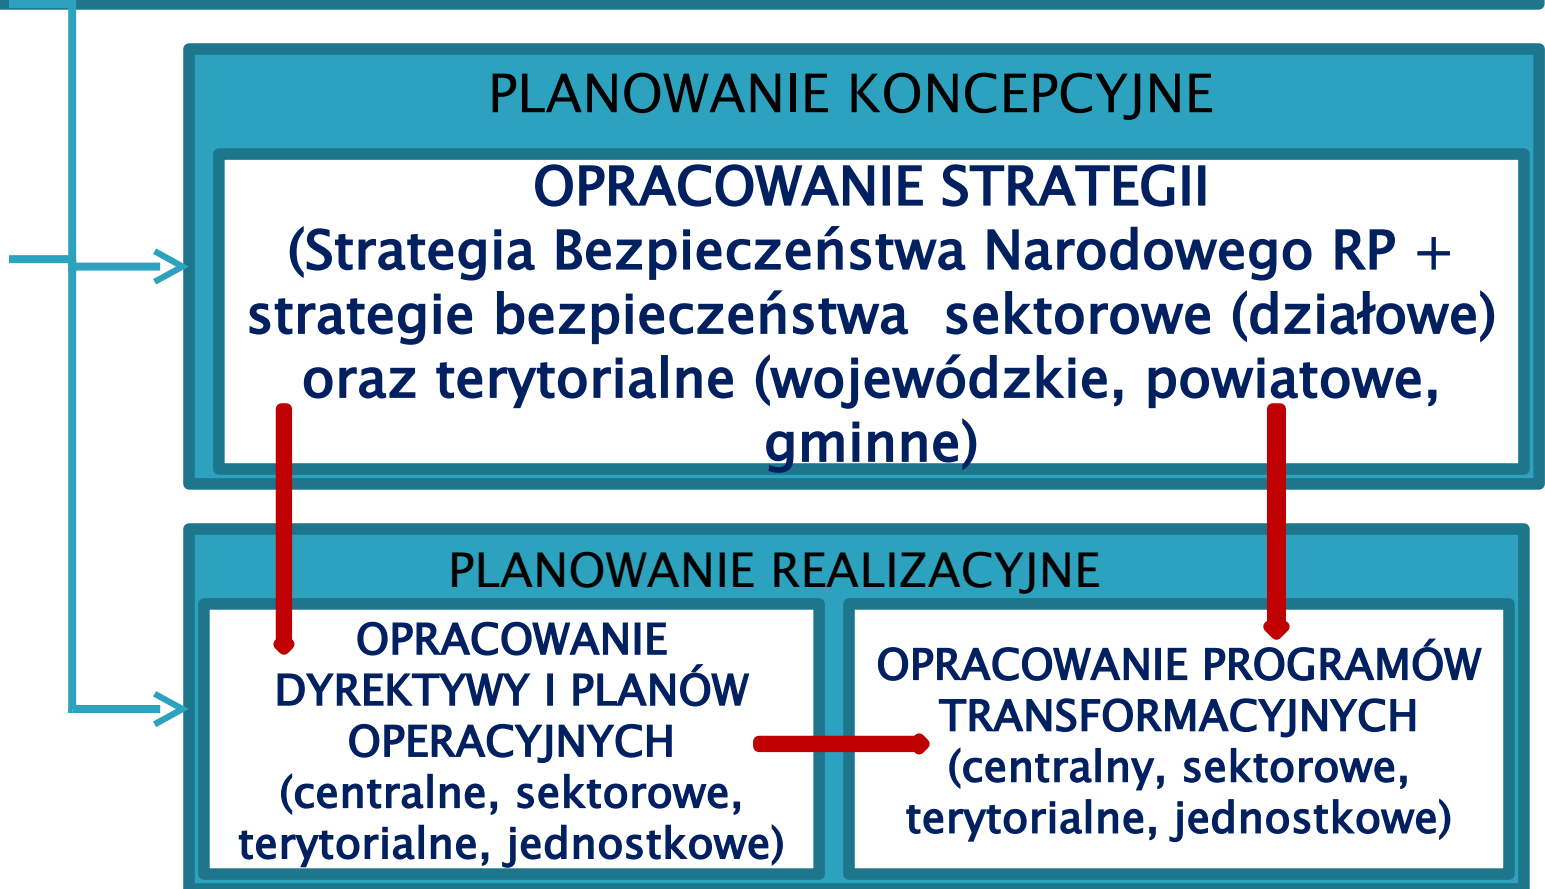 PLANOWANIE KONCEPCYJNE
OPRACOWANIE STRATEGII
(Strategia Bezpieczeństwa Narodowego RP +
strategie bezpieczeństwa  sektorowe (działowe)
oraz terytorialne (wojewódzkie, powiatowe,
gminne)
PLANOWANIE REALIZACYJNE
OPRACOWANIE
DYREKTYWY I PLANÓW
OPERACYJNYCH
(centralne, sektorowe,
terytorialne, jednostkowe)
OPRACOWANIE PROGRAMÓW
TRANSFORMACYJNYCH
(centralny, sektorowe,
terytorialne, jednostkowe)